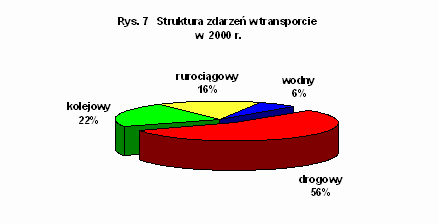 Rys. 7 Struktura zdarzeń w transporcie
w 2000 r.
rurociągowy
16%
wodny
6%
kolejowy
22%
drogowy
56%